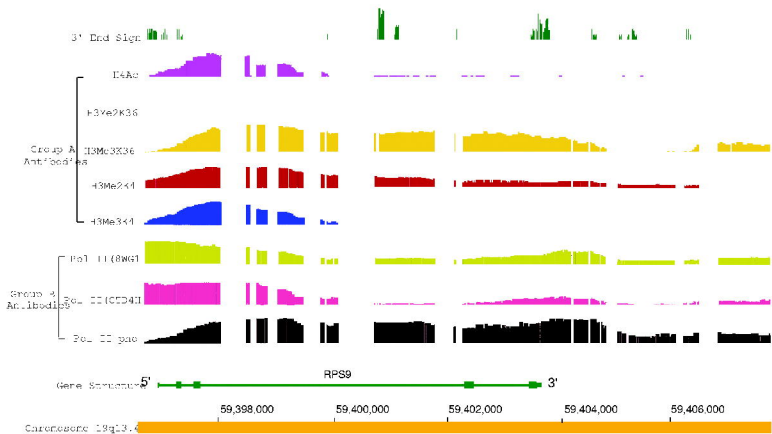 3' End Sign
H4Ac
H3Me2K36
Group A
Antibodies
H3Me3K36
H3Me2K4
H3Me3K4
Pol II(8WG1
Group B
Antibodies
Pol II(CTD4H
Pol II pho
5'
RPS9
3'
Gene Structure
59,398,000
59,400,000
59,402,000
59,404,000
59,406,000
Chromosome 19q13.4